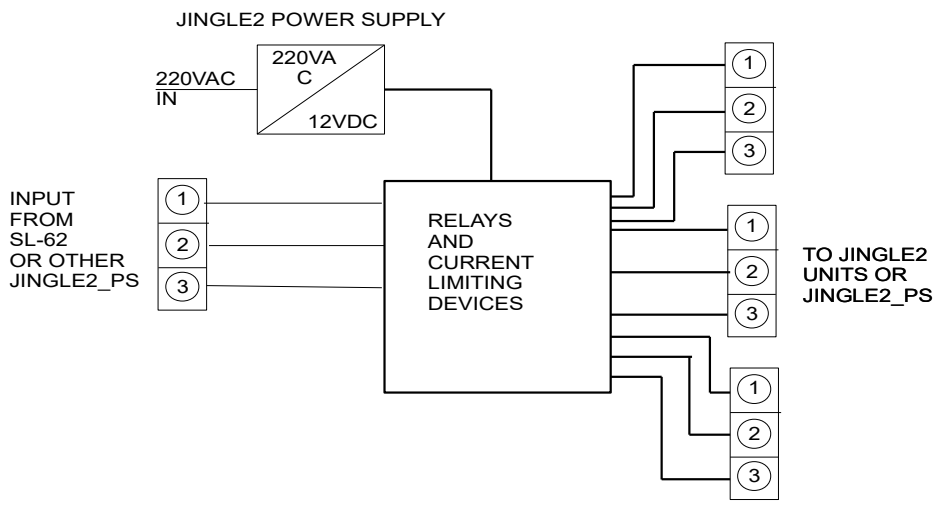 JINGLE2 POWER SUPPLY
220VAC
IN
220VA
C
12VDC
INPUT
FROM
SL-62
OR OTHER
JINGLE2_PS
1
2
3
RELAYS
AND
CURRENT
LIMITING
DEVICES
1
2
3
1
2
3
1
2
3
TO JINGLE2
UNITS OR
JINGLE2_PS